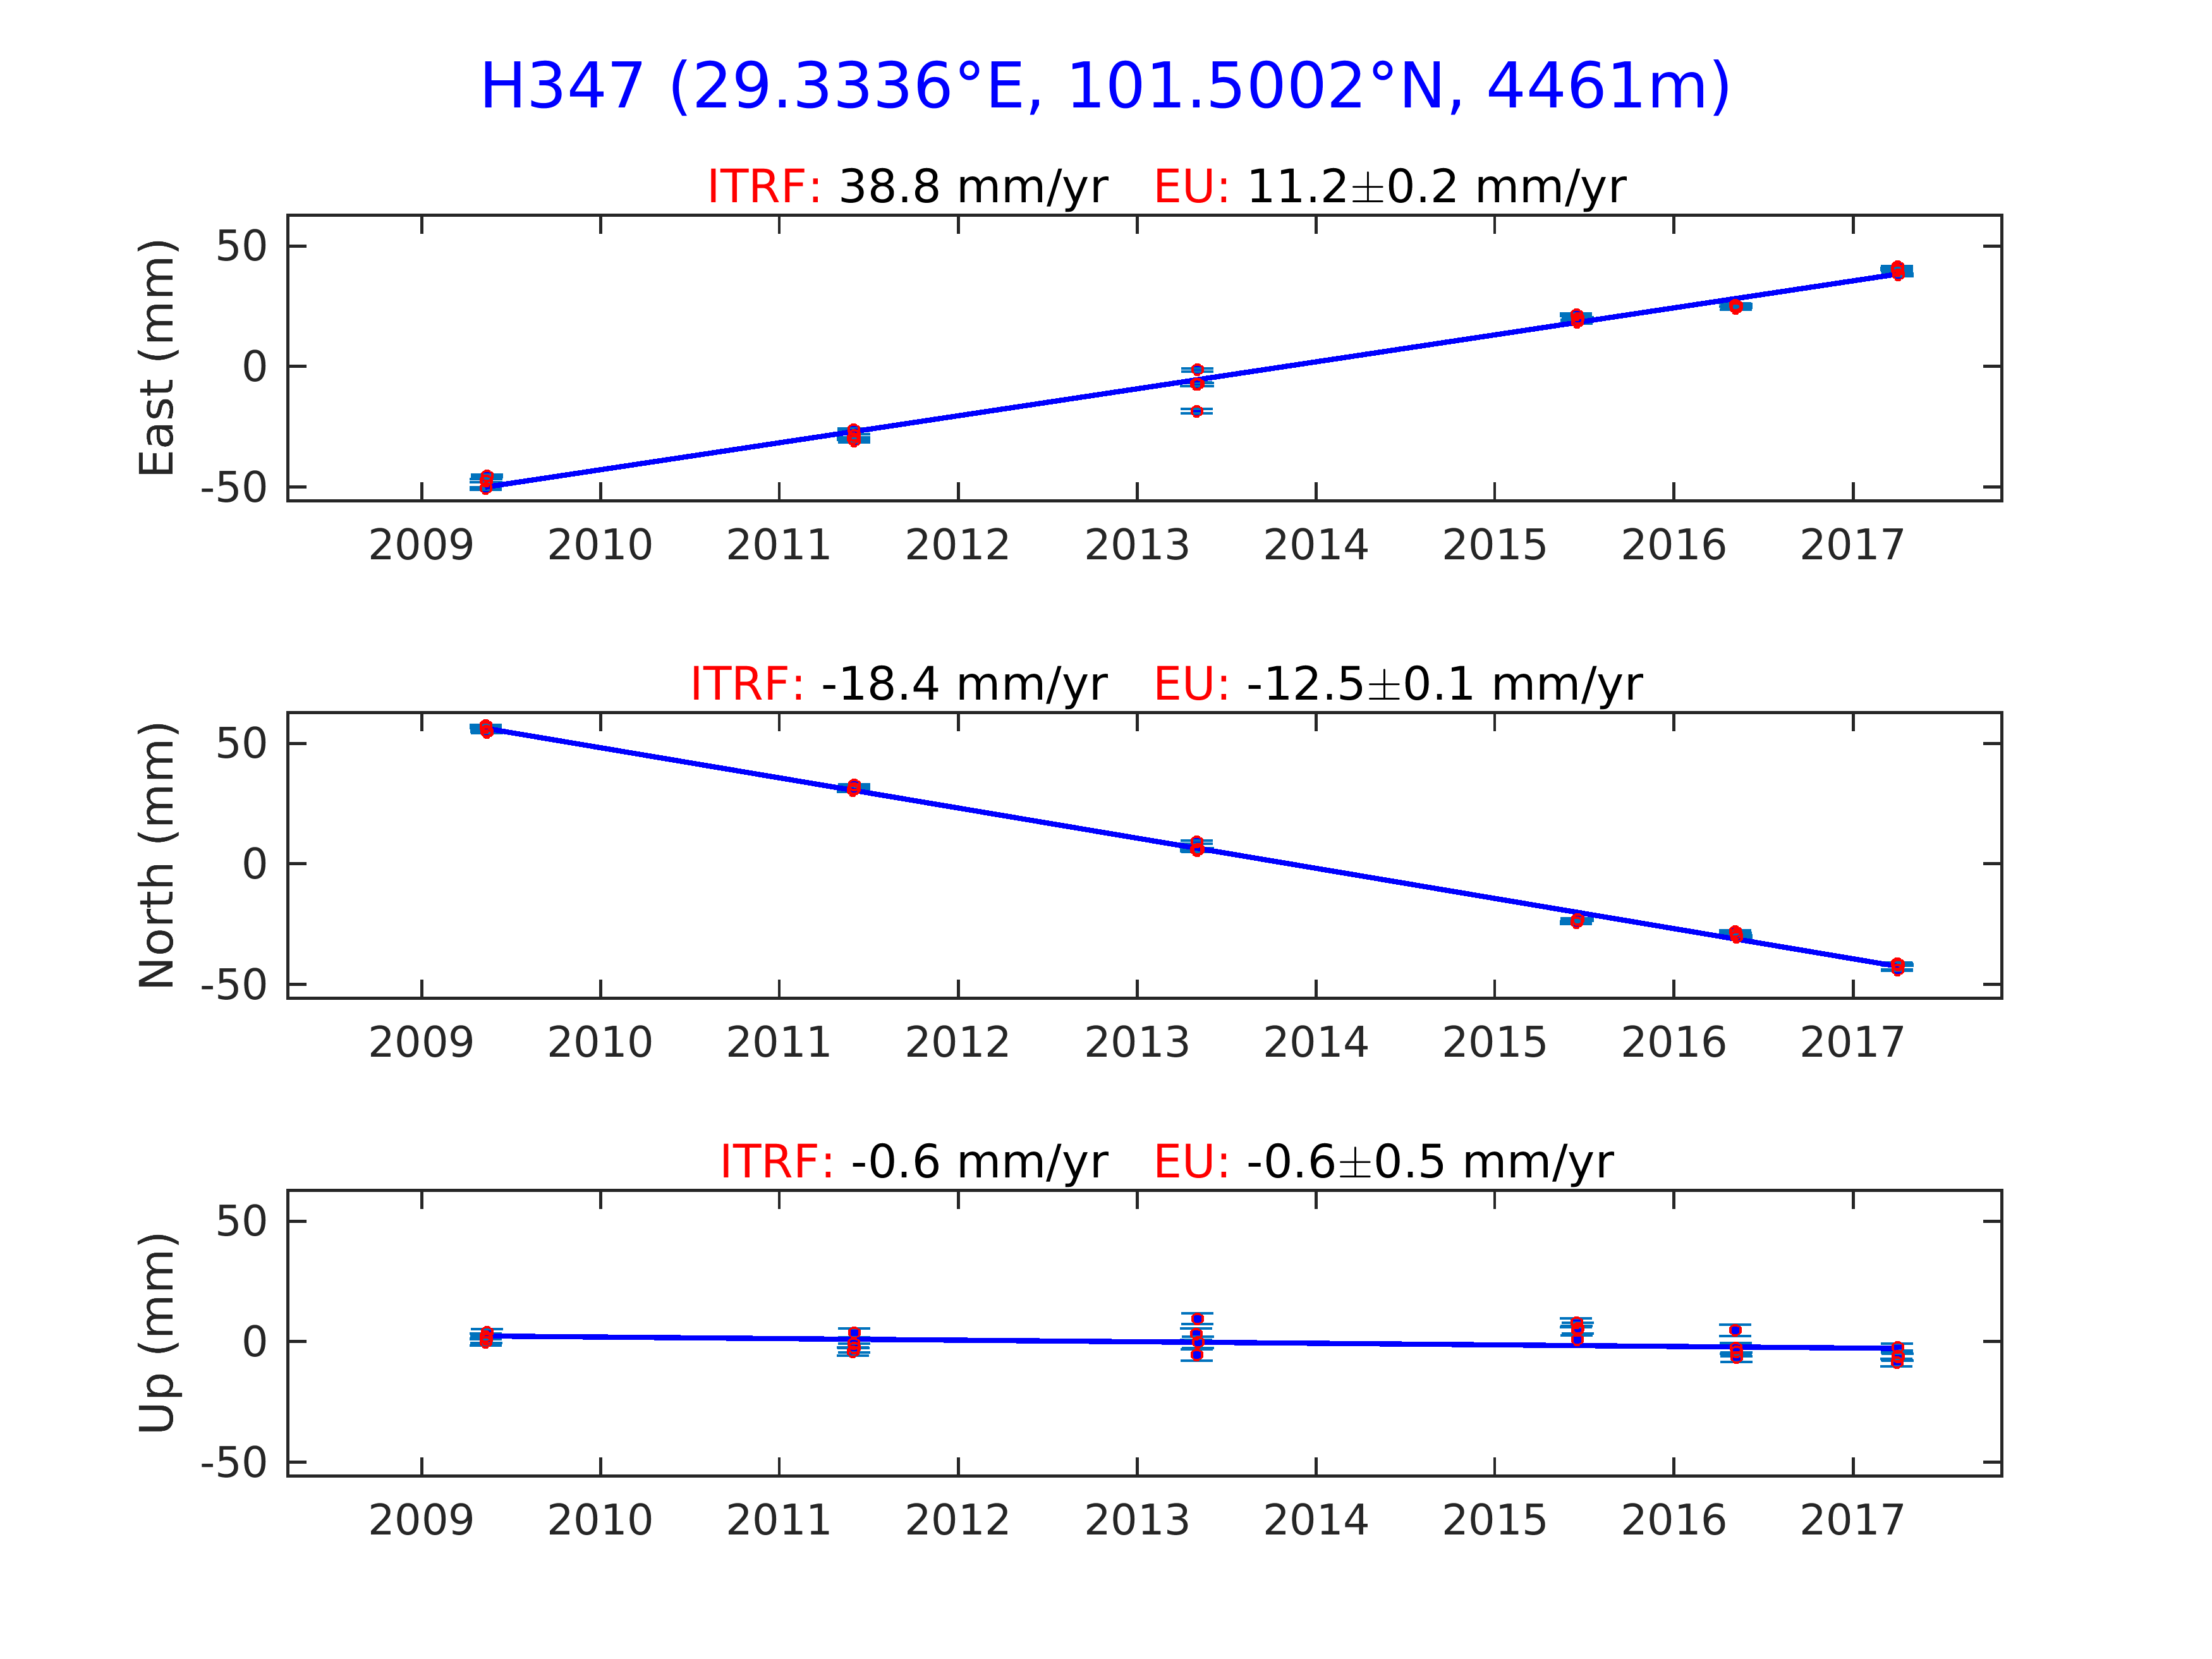 H347 (29.3336°E, 101.5002°N, 4461m)
ITRF: 38.8 mm/yr EU: 11.2±0.2 mm/yr
East (mm)
50
0
-50
2009 2010 2011 2012 2013 2014 2015 2016 2017
ITRF: -18.4 mm/yr EU: -12.5±0.1 mm/yr
North (mm)
50
0
-50
2009 2010 2011 2012 2013 2014 2015 2016 2017
ITRF: -0.6 mm/yr EU: -0.6±0.5 mm/yr
Up (mm)
50
0
-50
2009 2010 2011 2012 2013 2014 2015 2016 2017